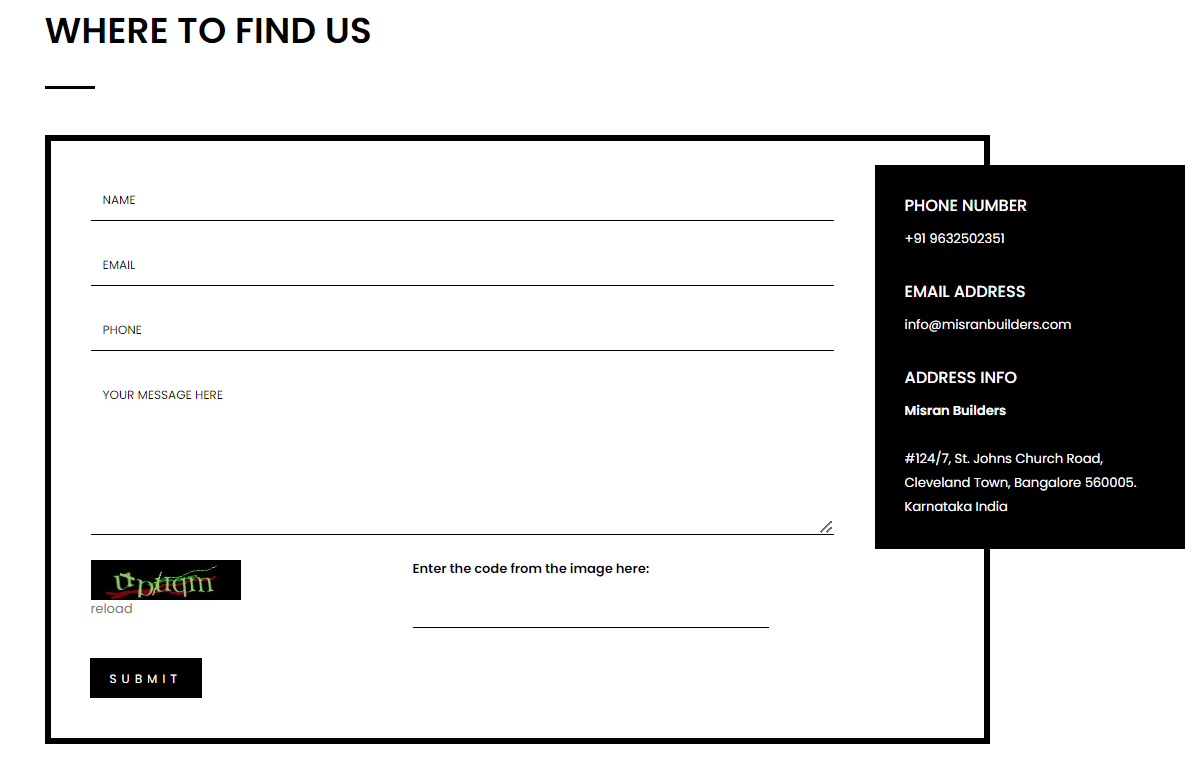 WHERE TO FIND US
NAME
EMAIL
PHONE
YOUR MESSAGE HERE
reload
Enter the code from the image here:
SUBMIT
PHONE NUMBER
+91 9632502351
EMAIL ADDRESS
info@misranbuilders.com
ADDRESS INFO
Misran Builders
#124/7, St. Johns Church Road,
Cleveland Town, Bangalore 560005.
Karnataka India